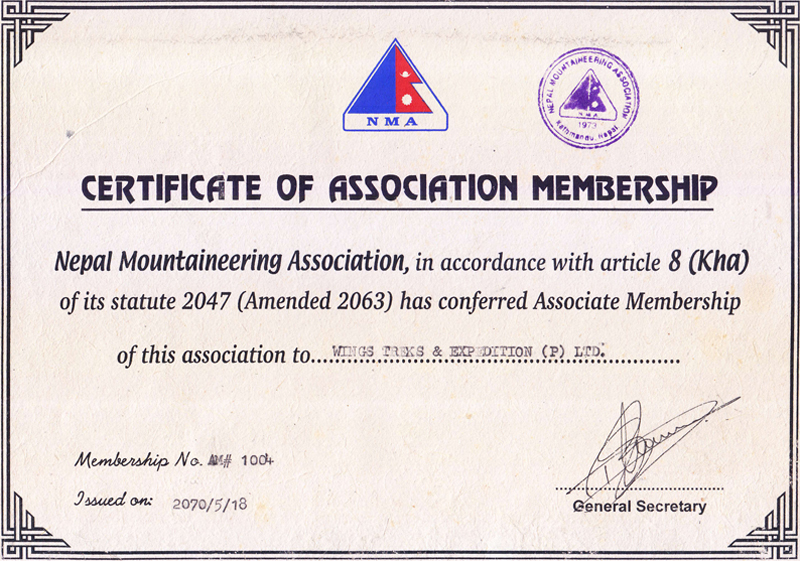 NMA
NEPAL MOUNTAINEERING ASSOCIATION
NMA
1973
Kathmandu, Nepal
CERTIFICATE OF ASSOCIATION MEMBERSHIP
Nepal Mountaineering Association, in accordance with article 8 (Kha)
of its statute 2047 (Amended 2063) has conferred Associate Membership
of this association to....WINGS TREKS & EXPEDITION (P) LTD.
Membership No. AM# 1004
Issued on: 2070/5/18
General Secretary